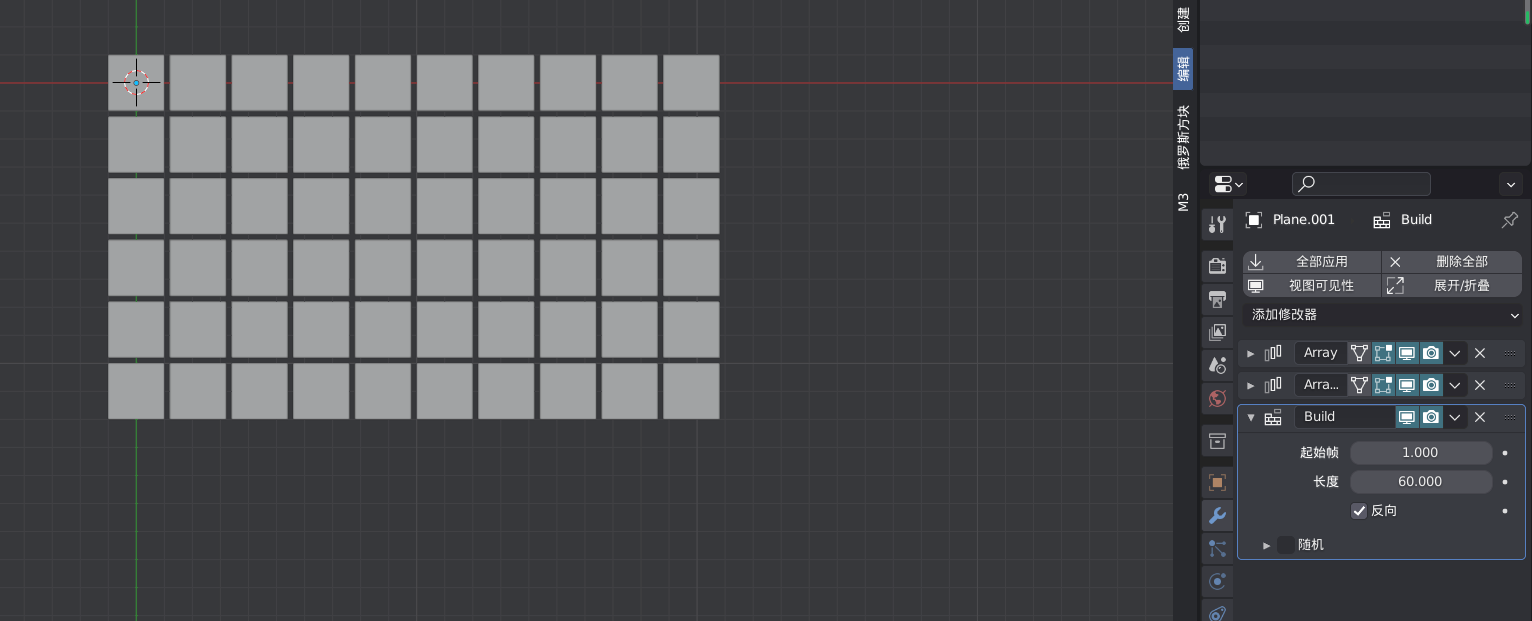 创建
编辑
俄罗斯方块
M3
Plane.001 Build
全部应用 删除全部
视图可见性 展开/折叠
添加修改器
Array
Arra...
Build
起始帧 1.000
长度 60.000
反向
随机